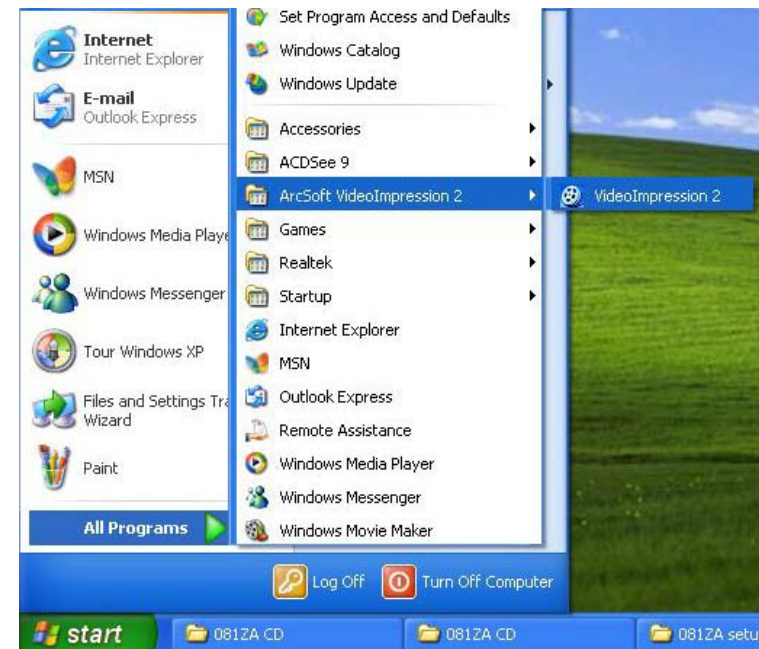 Internet
Internet Explorer
E-mail
Outlook Express
MSN
Windows Media Playe
Windows Messenger
Tour Windows XP
Files and Settings Tra
Wizard
Paint
All Programs
Set Program Access and Defaults
Windows Catalog
Windows Update
Accessories
ACDSee 9
ArcSoft VideoImpression 2
Games
Realtek
Startup
Internet Explorer
MSN
Outlook Express
Remote Assistance
Windows Media Player
Windows Messenger
Windows Movie Maker
VideoImpression 2
Log Off
Turn Off Computer
start
081ZA CD
081ZA CD
081ZA setu